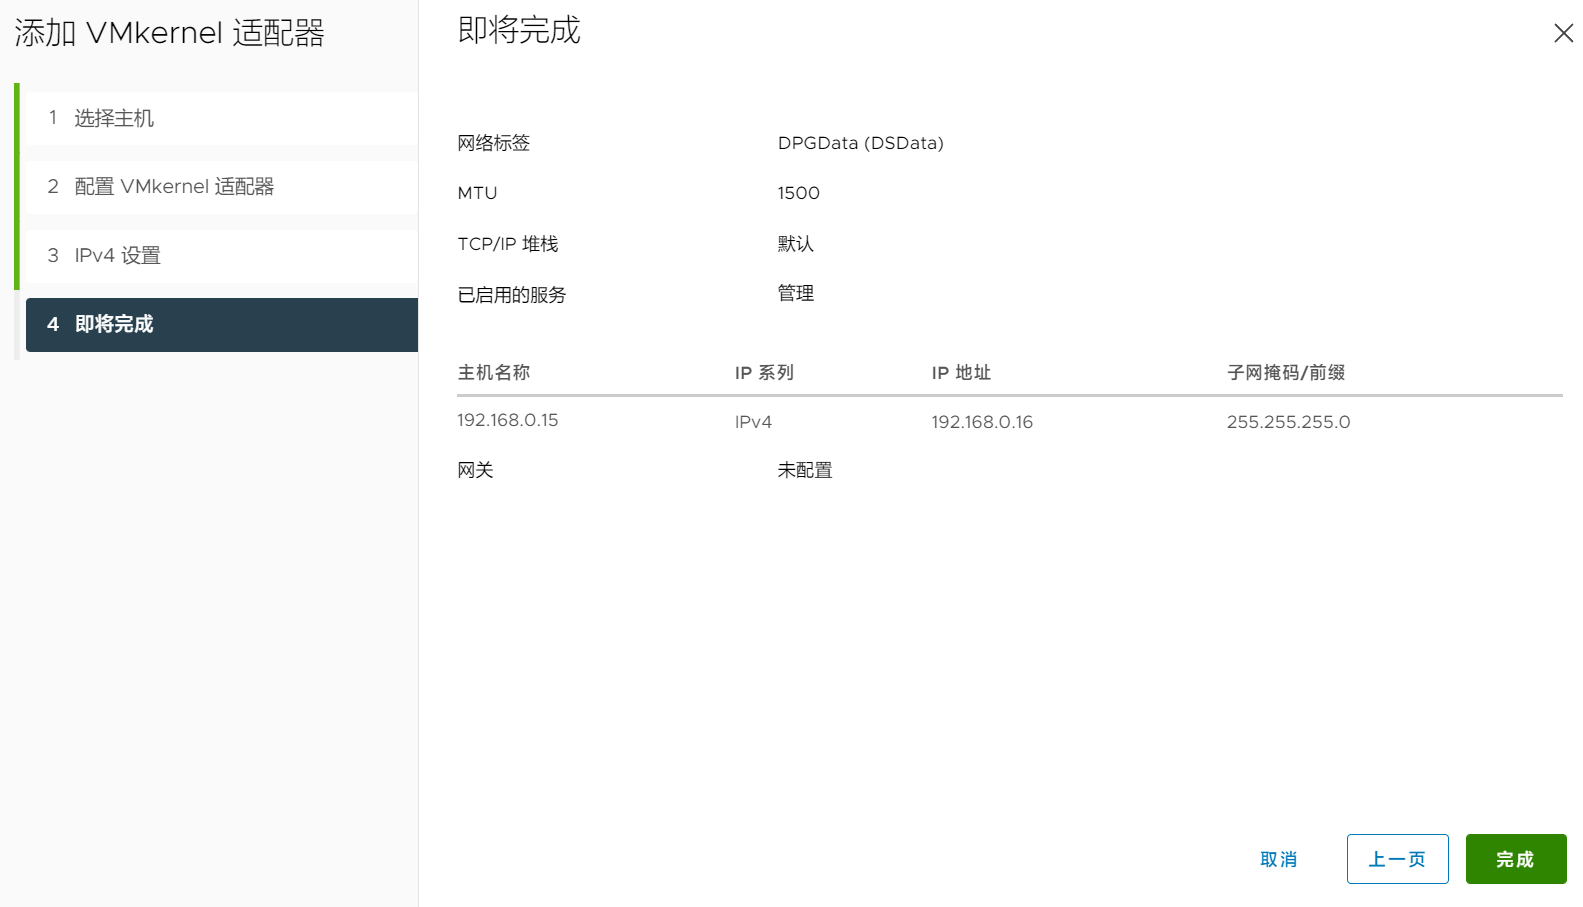 添加 VMkernel 适配器
1 选择主机
2 配置 VMkernel 适配器
3 IPv4 设置
4 即将完成
即将完成
网络标签 DPGData (DSData)
MTU 1500
TCP/IP 堆栈 默认
已启用的服务 管理
主机名称 IP 系列 IP 地址 子网掩码/前缀
192.168.0.15 IPv4 192.168.0.16 255.255.255.0
网关 未配置
取消 上一页 完成